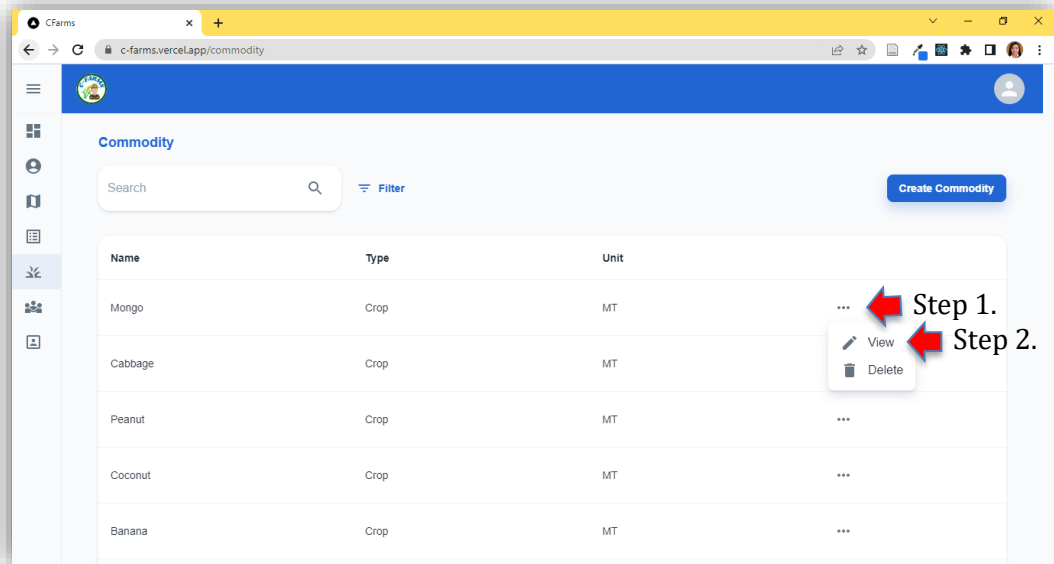 CFarms
c-farms.vercel.app/commodity
C-FARMS
Commodity
Search
Filter
Create Commodity
Name Type Unit
Mongo Crop MT
Step 1.
View
Step 2.
Cabbage Crop MT
Delete
Peanut Crop MT
Coconut Crop MT
Banana Crop MT